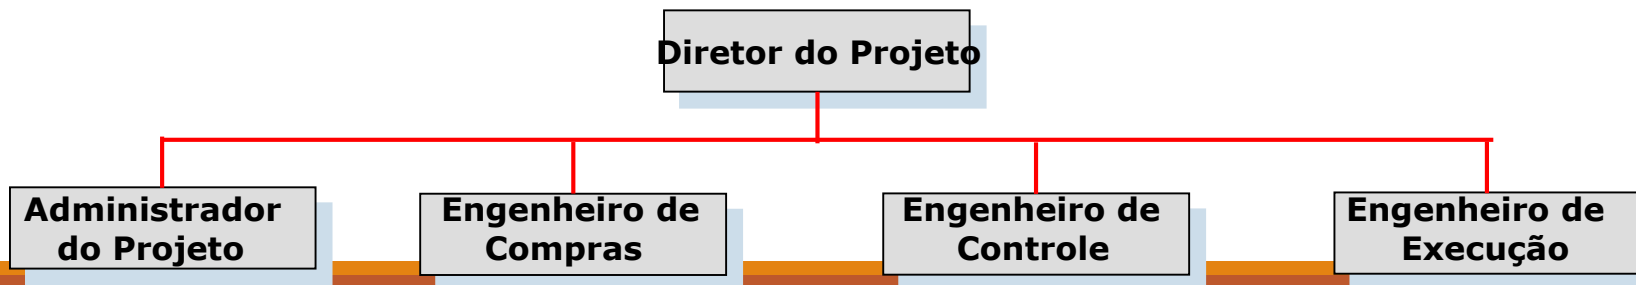 Diretor do Projeto
Administrador
do Projeto
Engenheiro de
Compras
Engenheiro de
Controle
Engenheiro de
Execução